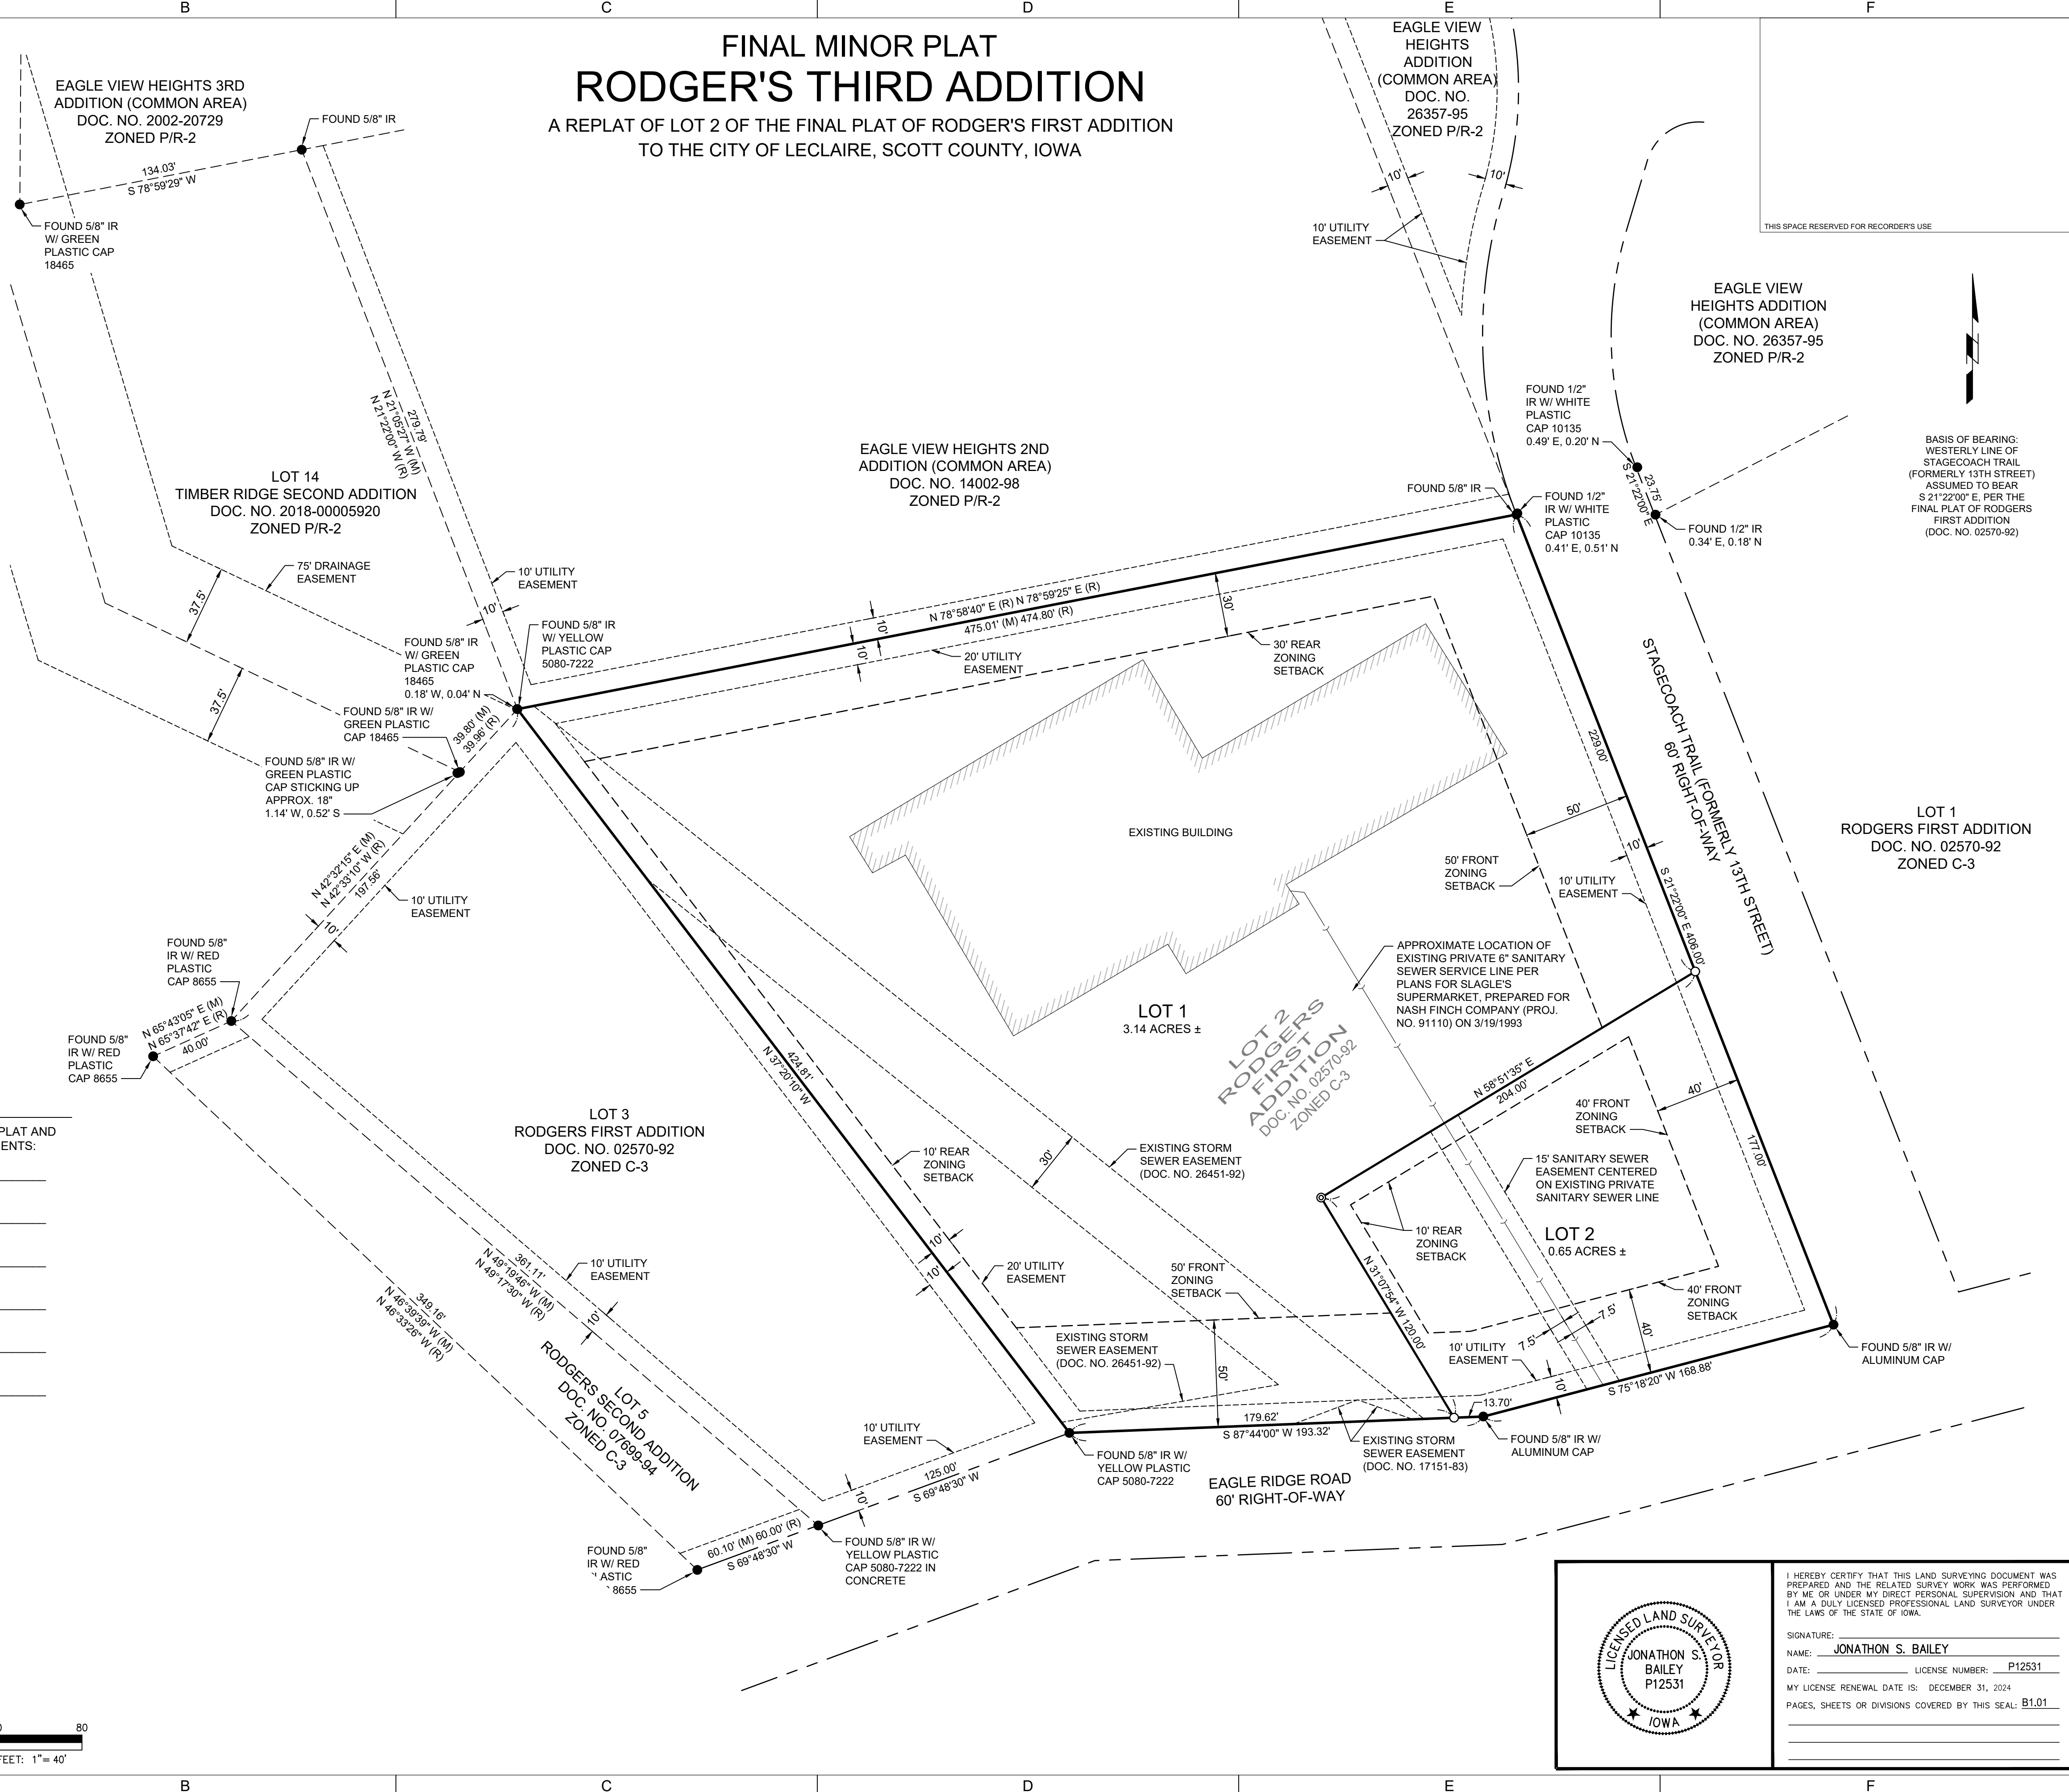 B
C
D
E
F
FINAL MINOR PLAT
RODGER'S THIRD ADDITION
A REPLAT OF LOT 2 OF THE FINAL PLAT OF RODGER'S FIRST ADDITION
TO THE CITY OF LECLAIRE, SCOTT COUNTY, IOWA
EAGLE VIEW HEIGHTS 3RD
ADDITION (COMMON AREA)
DOC. NO. 2002-20729
ZONED P/R-2
FOUND 5/8" IR
134.03'
S 78°59'29" W
FOUND 5/8" IR
W/ GREEN
PLASTIC CAP
18465
EAGLE VIEW
HEIGHTS
ADDITION
(COMMON AREA)
DOC. NO.
26357-95
ZONED P/R-2
10'
10'
10' UTILITY
EASEMENT
THIS SPACE RESERVED FOR RECORDER'S USE
EAGLE VIEW
HEIGHTS ADDITION
(COMMON AREA)
DOC. NO. 26357-95
ZONED P/R-2
N
BASIS OF BEARING:
WESTERLY LINE OF
STAGECOACH TRAIL
(FORMERLY 13TH STREET)
ASSUMED TO BEAR
S 21°22'00" E, PER THE
FINAL PLAT OF RODGERS
FIRST ADDITION
(DOC. NO. 02570-92)
FOUND 1/2"
IR W/ WHITE
PLASTIC
CAP 10135
0.49' E, 0.20' N
23.75'
S 21°22'00" E
FOUND 1/2" IR
0.34' E, 0.18' N
FOUND 5/8" IR
FOUND 1/2"
IR W/ WHITE
PLASTIC
CAP 10135
0.41' E, 0.51' N
279.79'
N 21°05'27" W (M)
N 21°22'00" W (R)
LOT 14
TIMBER RIDGE SECOND ADDITION
DOC. NO. 2018-00005920
ZONED P/R-2
EAGLE VIEW HEIGHTS 2ND
ADDITION (COMMON AREA)
DOC. NO. 14002-98
ZONED P/R-2
75' DRAINAGE
EASEMENT
37.5'
37.5'
10' UTILITY
EASEMENT
10'
FOUND 5/8" IR
W/ YELLOW
PLASTIC CAP
5080-7222
FOUND 5/8" IR
W/ GREEN
PLASTIC CAP
18465
0.18' W, 0.04' N
FOUND 5/8" IR W/
GREEN PLASTIC
CAP 18465
39.80' (M)
39.96' (R)
FOUND 5/8" IR W/
GREEN PLASTIC
CAP STICKING UP
APPROX. 18"
1.14' W, 0.52' S
N 78°58'40" E (R) N 78°59'25" E (R)
475.01' (M) 474.80' (R)
10'
10'
30'
20' UTILITY
EASEMENT
30' REAR
ZONING
SETBACK
EXISTING BUILDING
229.00'
50'
10'
STAGECOACH TRAIL (FORMERLY 13TH STREET)
60' RIGHT-OF-WAY
LOT 1
RODGERS FIRST ADDITION
DOC. NO. 02570-92
ZONED C-3
50' FRONT
ZONING
SETBACK
10' UTILITY
EASEMENT
S 21°22'00" E 406.00'
N 42°32'15" E (M)
N 42°33'10" W (R)
197.56'
10' UTILITY
EASEMENT
10'
FOUND 5/8"
IR W/ RED
PLASTIC
CAP 8655
N 65°43'05" E (M)
N 65°37'42" E (R)
40.00'
FOUND 5/8"
IR W/ RED
PLASTIC
CAP 8655
APPROXIMATE LOCATION OF
EXISTING PRIVATE 6" SANITARY
SEWER SERVICE LINE PER
PLANS FOR SLAGLE'S
SUPERMARKET, PREPARED FOR
NASH FINCH COMPANY (PROJ.
NO. 91110) ON 3/19/1993
LOT 1
3.14 ACRES ±
LOT 2
RODGERS
FIRST
ADDITION
DOC. NO. 02570-92
ZONED C-3
424.81'
N 37°20'10" W
N 58°51'35" E
204.00'
40'
40' FRONT
ZONING
SETBACK
177.00'
PLAT AND
ENTS:
LOT 3
RODGERS FIRST ADDITION
DOC. NO. 02570-92
ZONED C-3
10' REAR
ZONING
SETBACK
30'
EXISTING STORM
SEWER EASEMENT
(DOC. NO. 26451-92)
15' SANITARY SEWER
EASEMENT CENTERED
ON EXISTING PRIVATE
SANITARY SEWER LINE
10' REAR
ZONING
SETBACK
LOT 2
0.65 ACRES ±
10'
10'
20' UTILITY
EASEMENT
50' FRONT
ZONING
SETBACK
N 31°07'54" W 120.00'
40' FRONT
ZONING
SETBACK
361.11'
N 49°19'46" W (M)
N 49°17'30" W (R)
10' UTILITY
EASEMENT
10'
349.16'
N 46°39'39" W (M)
N 46°33'26" W (R)
EXISTING STORM
SEWER EASEMENT
(DOC. NO. 26451-92)
50'
7.5'
7.5'
40'
10' UTILITY
EASEMENT
10'
FOUND 5/8" IR W/
ALUMINUM CAP
S 75°18'20" W 168.88'
LOT 5
RODGERS SECOND ADDITION
DOC. NO. 07699-94
ZONED C-3
13.70'
179.62'
S 87°44'00" W 193.32'
10' UTILITY
EASEMENT
125.00'
S 69°48'30" W
10'
FOUND 5/8" IR W/
YELLOW PLASTIC
CAP 5080-7222
EXISTING STORM
SEWER EASEMENT
(DOC. NO. 17151-83)
FOUND 5/8" IR W/
ALUMINUM CAP
EAGLE RIDGE ROAD
60' RIGHT-OF-WAY
60.10' (M) 60.00' (R)
S 69°48'30" W
FOUND 5/8"
IR W/ RED
LASTIC
8655
FOUND 5/8" IR W/
YELLOW PLASTIC
CAP 5080-7222 IN
CONCRETE
LICENSED LAND SURVEYOR
JONATHON S.
BAILEY
P12531
IOWA
I HEREBY CERTIFY THAT THIS LAND SURVEYING DOCUMENT WAS
PREPARED AND THE RELATED SURVEY WORK WAS PERFORMED
BY ME OR UNDER MY DIRECT PERSONAL SUPERVISION AND THAT
I AM A DULY LICENSED PROFESSIONAL LAND SURVEYOR UNDER
THE LAWS OF THE STATE OF IOWA.
SIGNATURE:
NAME: JONATHON S. BAILEY
DATE: LICENSE NUMBER: P12531
MY LICENSE RENEWAL DATE IS: DECEMBER 31, 2024
PAGES, SHEETS OR DIVISIONS COVERED BY THIS SEAL: B1.01
80
FEET: 1"= 40'
B
C
D
E
F